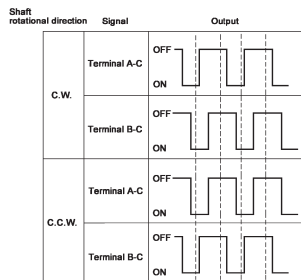 Shaft
rotational direction Signal Output
C.W.
Terminal A-C
OFF
ON
Terminal B-C
OFF
ON
C.C.W.
Terminal A-C
OFF
ON
Terminal B-C
OFF
ON